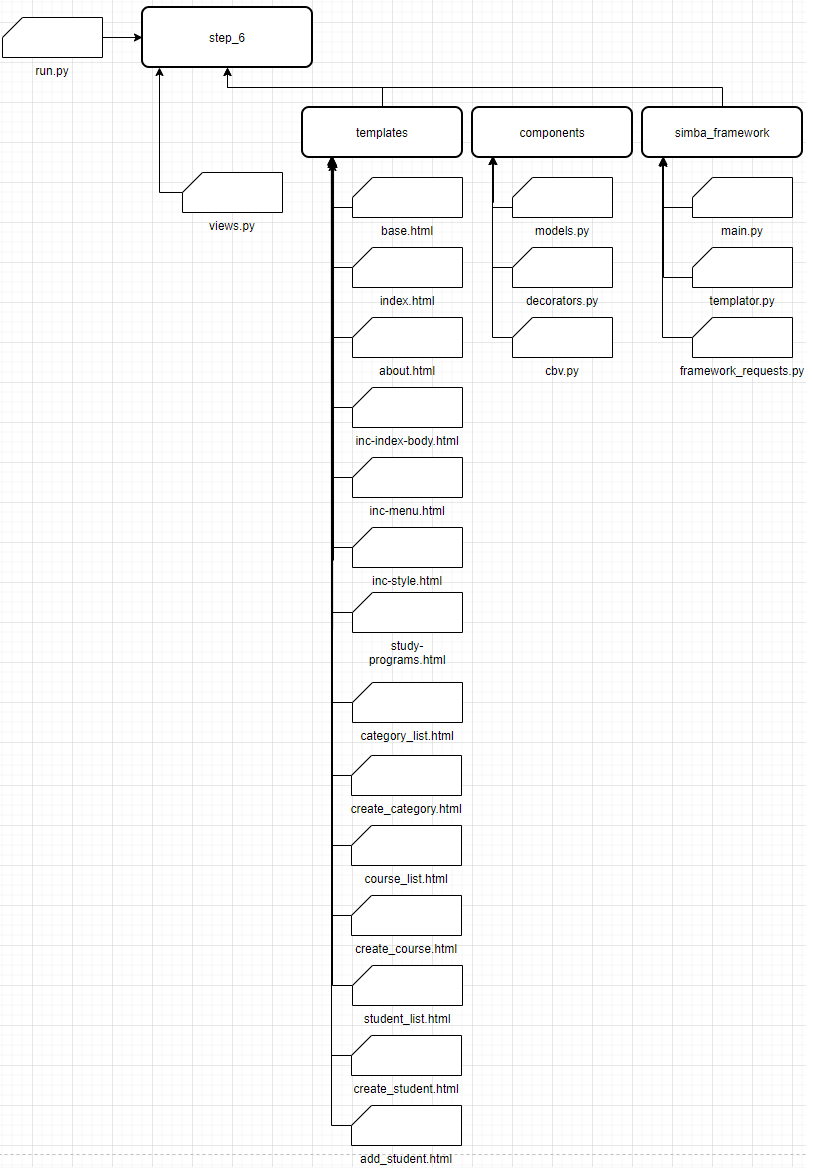 step_6
run.py
templates
components
simba_framework
views.py
base.html
models.py
main.py
index.html
decorators.py
templator.py
about.html
cbv.py
framework_requests.py
inc-index-body.html
inc-menu.html
inc-style.html
study-
programs.html
category_list.html
create_category.html
course_list.html
create_course.html
student_list.html
create_student.html
add_student.html